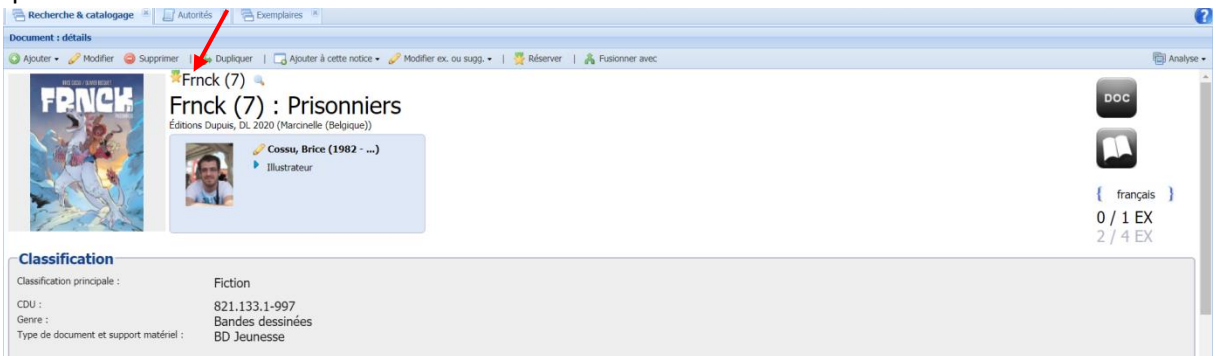 Recherche & catalogage Autorités Exemplaires
Document : détails
Ajouter Modifier Supprimer | Dupliquer | Ajouter à cette notice Modifier ex. ou sugg. | Réserver | Fusionner avec Analyse
Frnck (7)
Frnck (7) : Prisonniers
Éditions Dupuis, DL 2020 (Marcinelle (Belgique))
FRNCK
Cossu, Brice (1982 - ...)
Illustrateur
DOC
{ français }
0 / 1 EX
2 / 4 EX
Classification
Classification principale : Fiction
CDU : 821.133.1-997
Genre : Bandes dessinées
Type de document et support matériel : BD Jeunesse